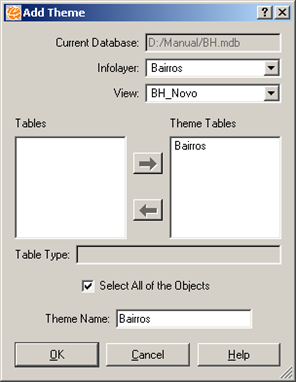 Add Theme
Current Database: D:/Manual/BH.mdb
Infolayer: Bairros
View: BH_Novo
Tables Theme Tables
Bairros
Table Type:
Select All of the Objects
Theme Name: Bairros
OK Cancel Help